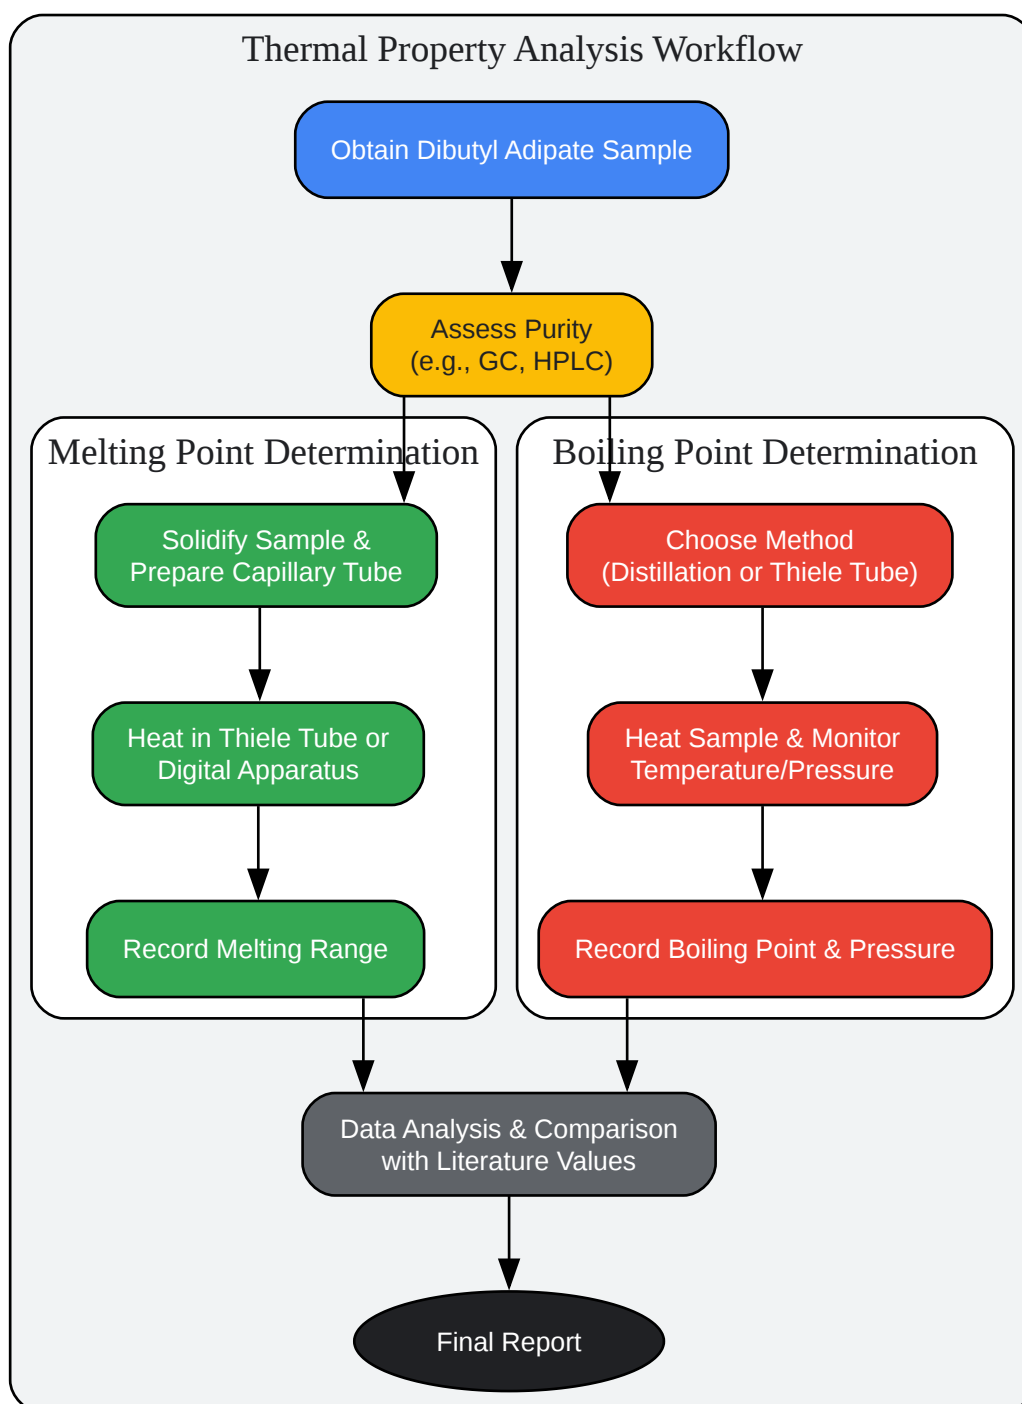 Thermal Property Analysis Workflow
Obtain Dibutyl Adipate Sample
Assess Purity
(e.g., GC, HPLC)
Melting Point Determination
Solidify Sample &
Prepare Capillary Tube
Heat in Thiele Tube or
Digital Apparatus
Record Melting Range
Boiling Point Determination
Choose Method
(Distillation or Thiele Tube)
Heat Sample & Monitor
Temperature/Pressure
Record Boiling Point & Pressure
Data Analysis & Comparison
with Literature Values
Final Report